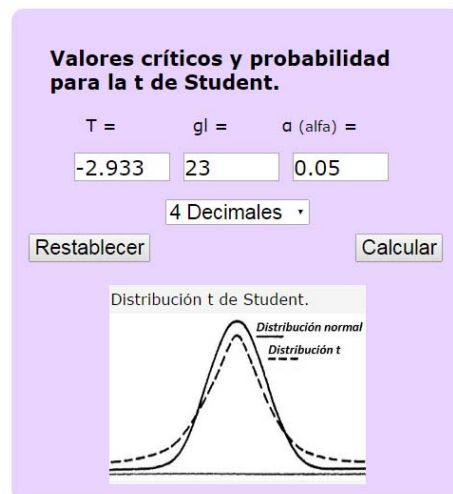 Valores críticos y probabilidad
para la t de Student.
T = gl = α (alfa) =
-2.933 23 0.05
4 Decimales
Restablecer Calcular
Distribución t de Student.
Distribución normal
Distribución t